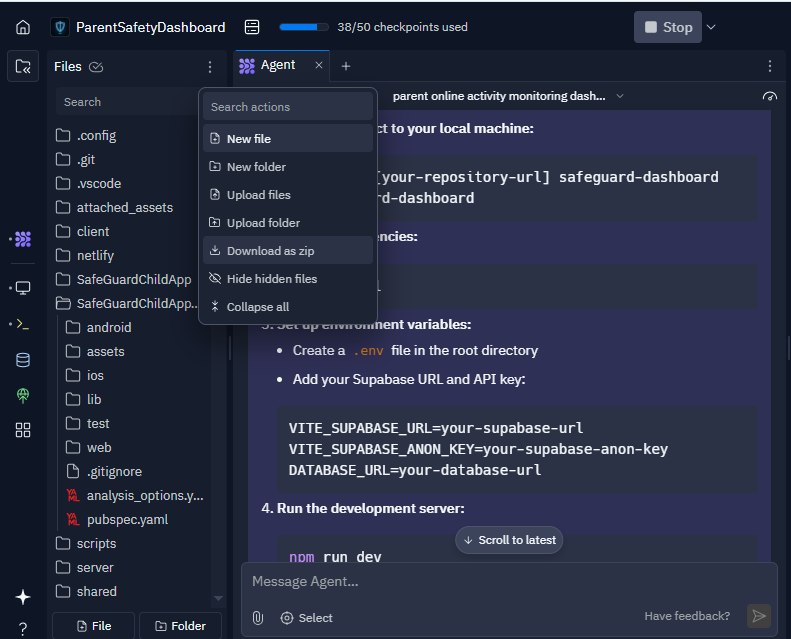 ParentSafetyDashboard
38/50 checkpoints used
Stop
Files
Agent
Search
.config
.git
.vscode
attached_assets
client
netlify
SafeGuardChildApp
SafeGuardChildApp...
android
assets
ios
lib
test
web
.gitignore
analysis_options.y...
pubspec.yaml
scripts
server
shared
File
Folder
Search actions
New file
New folder
Upload files
Upload folder
Download as zip
Hide hidden files
Collapse all
parent online activity monitoring dash...
ct to your local machine:
[your-repository-url] safeguard-dashboard
rd-dashboard
encies:
3. Set up environment variables:
• Create a .env file in the root directory
• Add your Supabase URL and API key:
VITE_SUPABASE_URL=your-supabase-url
VITE_SUPABASE_ANON_KEY=your-supabase-anon-key
DATABASE_URL=your-database-url
4. Run the development server:
Scroll to latest
npm run dev
Message Agent...
Select
Have feedback?